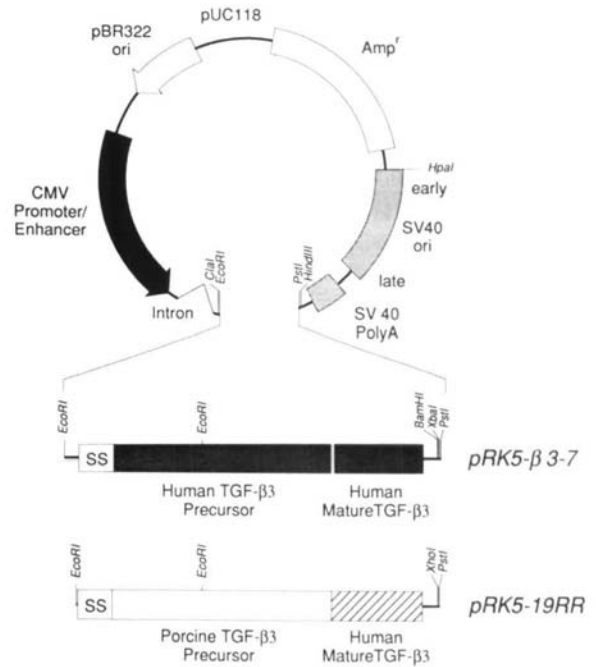 pUC118
pBR322
ori
Amp^r
HpaI
early
SV40
ori
late
CMV
Promoter/
Enhancer
ClaI
EcoRI
PstI
HindIII
Intron
SV 40
PolyA
EcoRI
EcoRI
BamHI
XbaI
PstI
SS
pRK5-β 3-7
Human TGF-β3
Precursor
Human
MatureTGF-β3
EcoRI
EcoRI
XhoI
PstI
SS
pRK5-19RR
Porcine TGF-β3
Precursor
Human
MatureTGF-β3